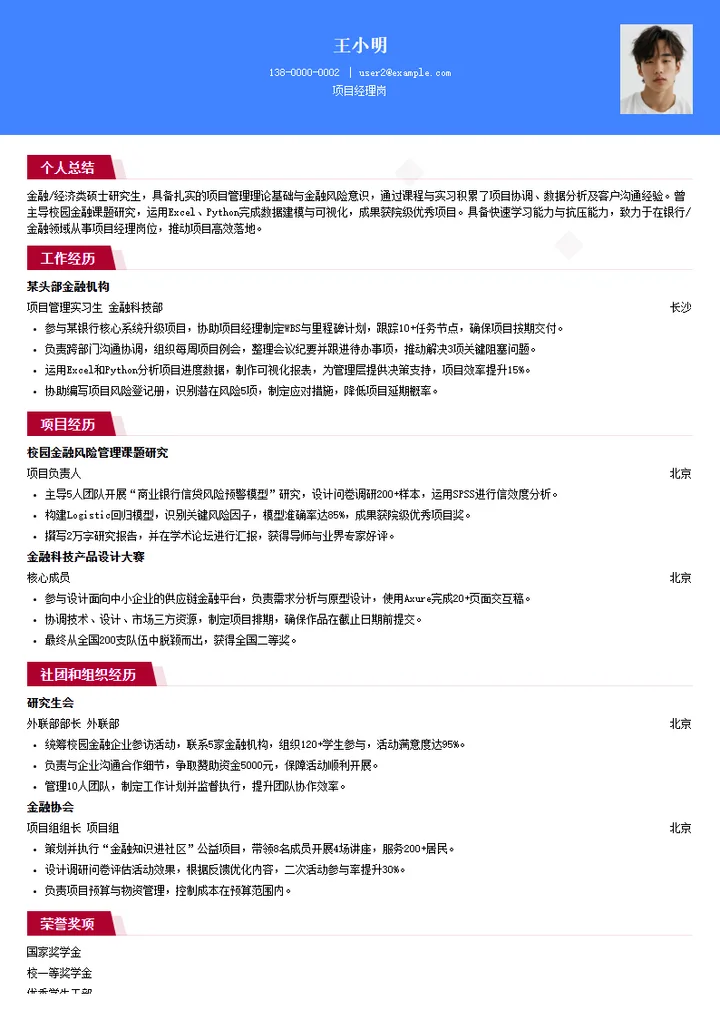 王小明
138-0000-0002 | user2@example.com
项目经理岗
个人总结
金融/经济类硕士研究生，具备扎实的项目管理理论基础与金融风险意识，通过课程与实习积累了项目协调、数据分析及客户沟通经验。曾
主导校园金融课题研究，运用Excel、Python完成数据建模与可视化，成果获院级优秀项目。具备快速学习能力与抗压能力，致力于在银行/
金融领域从事项目经理岗位，推动项目高效落地。
工作经历
某头部金融机构
项目管理实习生 金融科技部 长沙
• 参与某银行核心系统升级项目，协助项目经理制定WBS与里程碑计划，跟踪10+任务节点，确保项目按期交付。
• 负责跨部门沟通协调，组织每周项目例会，整理会议纪要并跟进待办事项，推动解决3项关键阻塞问题。
• 运用Excel和Python分析项目进度数据，制作可视化报表，为管理层提供决策支持，项目效率提升15%。
• 协助编写项目风险登记册，识别潜在风险5项，制定应对措施，降低项目延期概率。
项目经历
校园金融风险管理课题研究
项目负责人 北京
• 主导5人团队开展“商业银行信贷风险预警模型”研究，设计问卷调研200+样本，运用SPSS进行信效度分析。
• 构建Logistic回归模型，识别关键风险因子，模型准确率达85%，成果获院级优秀项目奖。
• 撰写2万字研究报告，并在学术论坛进行汇报，获得导师与业界专家好评。
金融科技产品设计大赛
核心成员 北京
• 参与设计面向中小企业的供应链金融平台，负责需求分析与原型设计，使用Axure完成20+页面交互稿。
• 协调技术、设计、市场三方资源，制定项目排期，确保作品在截止日期前提交。
• 最终从全国200支队伍中脱颖而出，获得全国二等奖。
社团和组织经历
研究生会
外联部部长 外联部 北京
• 统筹校园金融企业参访活动，联系5家金融机构，组织120+学生参与，活动满意度达95%。
• 负责与企业沟通合作细节，争取赞助资金5000元，保障活动顺利开展。
• 管理10人团队，制定工作计划并监督执行，提升团队协作效率。
金融协会
项目组组长 项目组 北京
• 策划并执行“金融知识进社区”公益项目，带领8名成员开展4场讲座，服务200+居民。
• 设计调研问卷评估活动效果，根据反馈优化内容，二次活动参与率提升30%。
• 负责项目预算与物资管理，控制成本在预算范围内。
荣誉奖项
国家奖学金
校一等奖学金